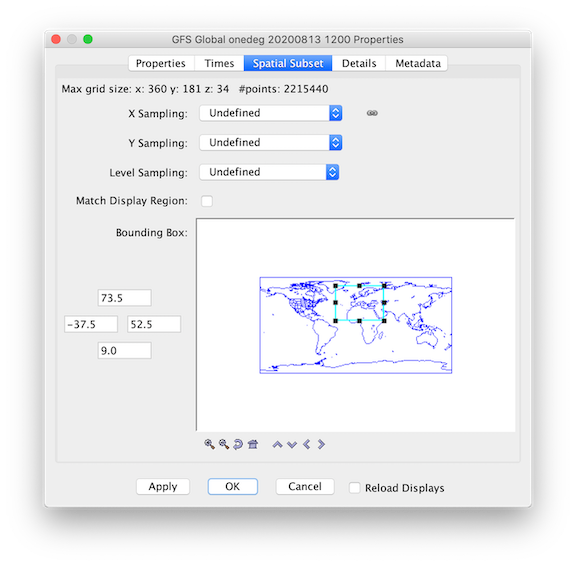 GFS Global onedeg 20200813 1200 Properties
Properties Times Spatial Subset Details Metadata
Max grid size: x: 360 y: 181 z: 34 #points: 2215440
X Sampling: Undefined
Y Sampling: Undefined
Level Sampling: Undefined
Match Display Region:
Bounding Box:
73.5
-37.5 52.5
9.0
Apply OK Cancel Reload Displays